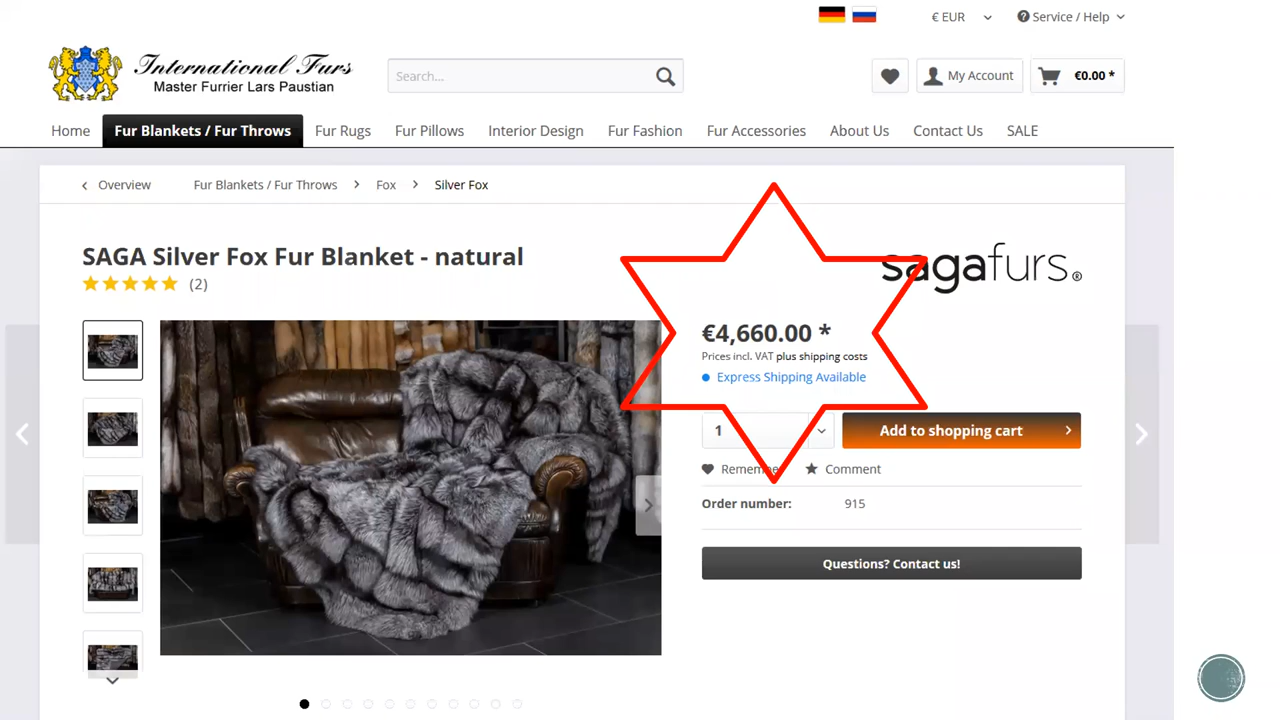 € EUR
Service / Help
International Furs
Master Furrier Lars Paustian
Search...
My Account
€0.00 *
Home
Fur Blankets / Fur Throws
Fur Rugs
Fur Pillows
Interior Design
Fur Fashion
Fur Accessories
About Us
Contact Us
SALE
Overview
Fur Blankets / Fur Throws
Fox
Silver Fox
SAGA Silver Fox Fur Blanket - natural
(2)
sagafurs®
€4,660.00 *
Prices incl. VAT plus shipping costs
Express Shipping Available
1
Add to shopping cart
Remember
Comment
Order number:
915
Questions? Contact us!